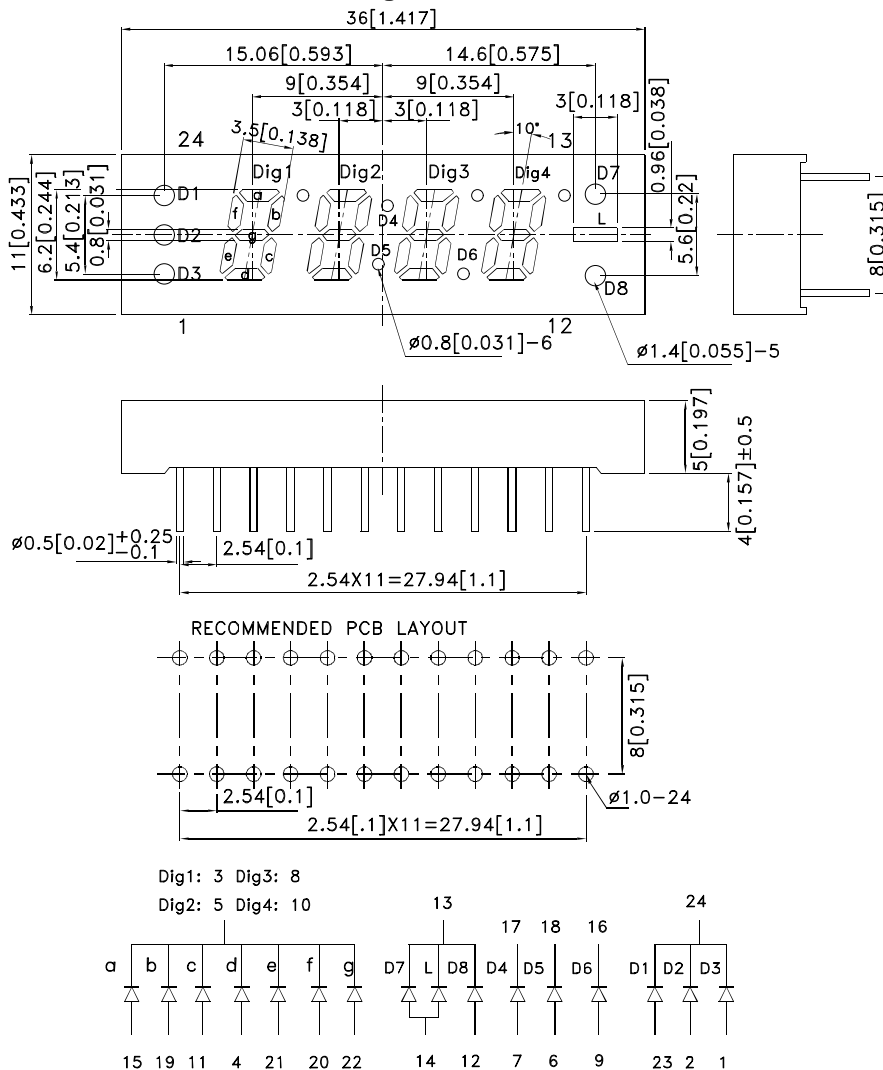 36[1.417]
15.06[0.593]
14.6[0.575]
9[0.354]
9[0.354]
3[0.118]
3[0.118]
3[0.118]
0.96[0.038]
3.5[0.138]
10°
24
13
Dig1
Dig2
Dig3
Dig4
D7
D1
a
D4
f
b
L
D2
g
D5
D6
e
c
D3
d
D8
11[0.433]
6.2[0.244]
5.4[0.213]
0.8[0.031]
5.6[0.22]
8[0.315]
1
12
ø0.8[0.031]-6
ø1.4[0.055]-5
5[0.197]
4[0.157]±0.5
ø0.5[0.02]+0.25
-0.1
2.54[0.1]
2.54X11=27.94[1.1]
RECOMMENDED PCB LAYOUT
8[0.315]
2.54[0.1]
ø1.0-24
2.54[.1]X11=27.94[1.1]
Dig1: 3 Dig3: 8
Dig2: 5 Dig4: 10
13
24
17 18 16
a b c d e f g D7 L D8 D4 D5 D6 D1 D2 D3
15 19 11 4 21 20 22 14 12 7 6 9 23 2 1